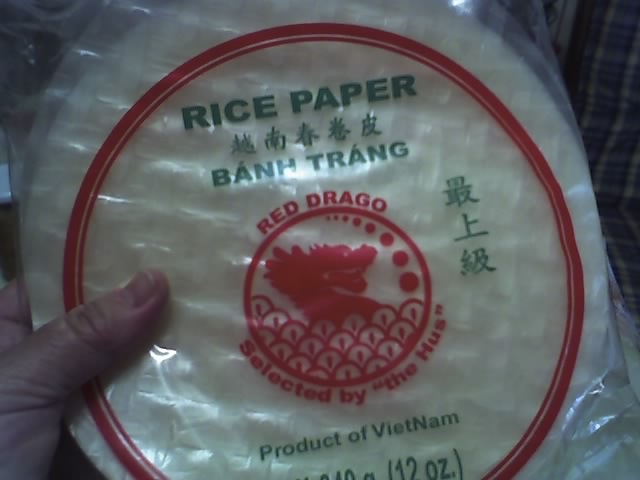 RICE PAPER
越南春卷皮
BÁNH TRÁNG
最上級
RED DRAGO
Selected by "the Hus"
Product of VietNam
340 g. (12 oz.)